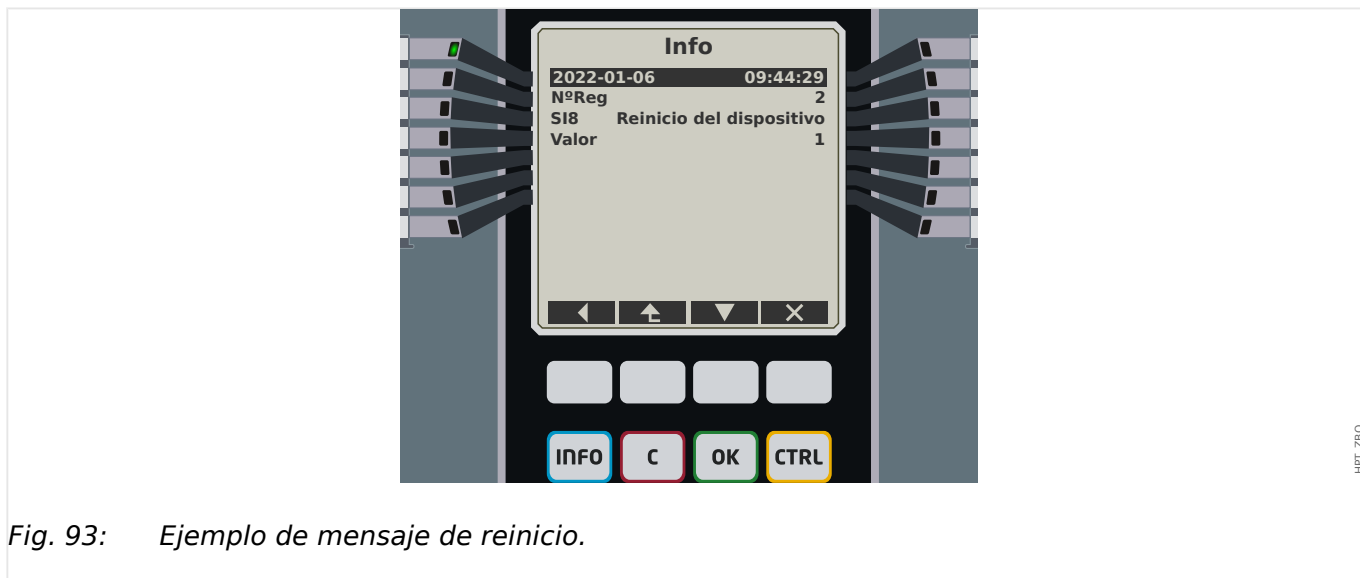 Info
2022-01-06 09:44:29
NºReg 2
SI8 Reinicio del dispositivo
Valor 1
INFO C OK CTRL
HPT_ZBO
Fig. 93: Ejemplo de mensaje de reinicio.